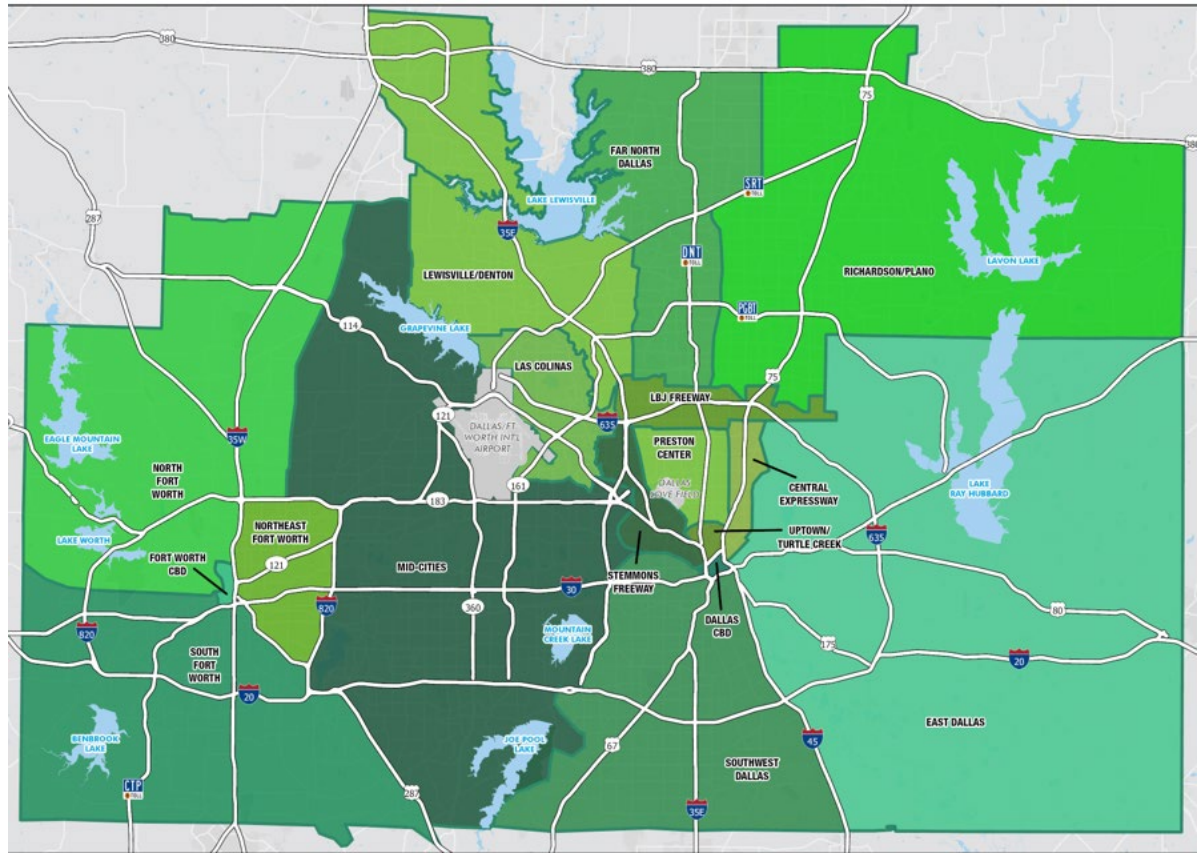 380
380
75
380
FAR NORTH
DALLAS
SRT
TOLL
LAKE LEWISVILLE
287
35E
DNT
TOLL
LAVON LAKE
LEWISVILLE/DENTON
RICHARDSON/PLANO
PGBT
TOLL
114
GRAPEVINE LAKE
LAS COLINAS
75
LBJ FREEWAY
121
635
DALLAS/FT
WORTH INT'L
AIRPORT
35W
EAGLE MOUNTAIN
LAKE
PRESTON
CENTER
NORTH
FORT
WORTH
CENTRAL
EXPRESSWAY
161
DALLAS
LOVE FIELD
LAKE
RAY HUBBARD
183
NORTHEAST
FORT WORTH
UPTOWN/
TURTLE CREEK
635
LAKE WORTH
FORT WORTH
CBD
121
MID-CITIES
STEMMONS
FREEWAY
30
820
360
DALLAS
CBD
80
820
MOUNTAIN
CREEK LAKE
175
SOUTH
FORT
WORTH
20
20
EAST DALLAS
BENBROOK
LAKE
JOE POOL
LAKE
67
45
SOUTHWEST
DALLAS
CTP
TOLL
287
35E